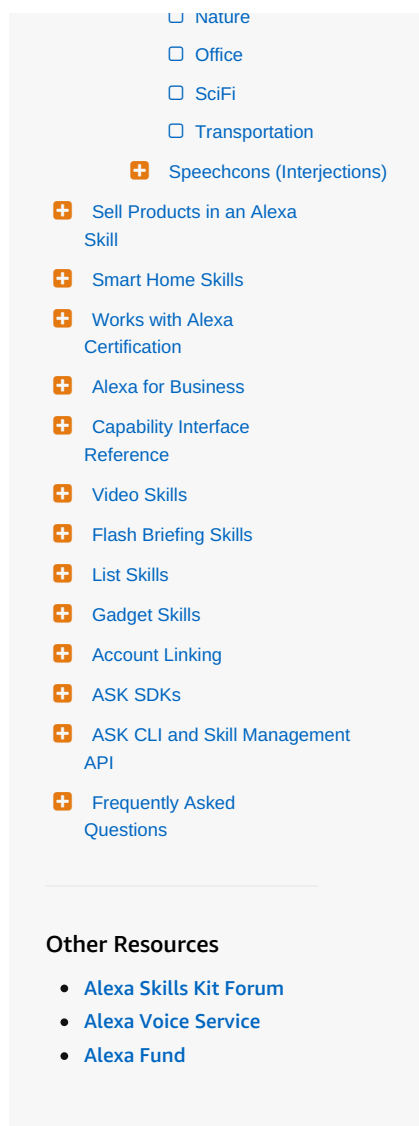 Nature
Office
SciFi
Transportation
Speechcons (Interjections)
Sell Products in an Alexa
Skill
Smart Home Skills
Works with Alexa
Certification
Alexa for Business
Capability Interface
Reference
Video Skills
Flash Briefing Skills
List Skills
Gadget Skills
Account Linking
ASK SDKs
ASK CLI and Skill Management
API
Frequently Asked
Questions
Other Resources
Alexa Skills Kit Forum
Alexa Voice Service
Alexa Fund